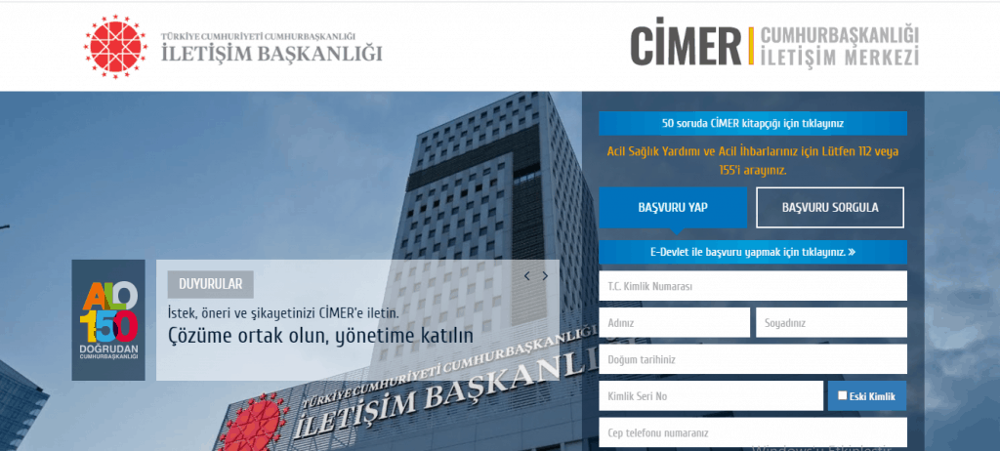 TÜRKİYE CUMHURİYETİ CUMHURBAŞKANLIĞI
İLETİŞİM BAŞKANLIĞI
CİMER
CUMHURBAŞKANLIĞI
İLETİŞİM MERKEZİ
50 soruda CİMER kitapçığı için tıklayınız
Acil Sağlık Yardımı ve Acil İhbarlarınız için Lütfen 112 veya
155'i arayınız.
BAŞVURU YAP
BAŞVURU SORGULA
E-Devlet ile başvuru yapmak için tıklayınız. »
T.C. Kimlik Numarası
Adınız
Soyadınız
Doğum tarihiniz
Kimlik Seri No
Eski Kimlik
Cep telefonu numaranız
ALO
150
DOĞRUDAN
CUMHURBAŞKANLIĞI
DUYURULAR
İstek, öneri ve şikayetinizi CİMER'e iletin.
Çözüme ortak olun, yönetime katılın
TÜRKİYE CUMHURİYETİ CUMHURBAŞKANLIĞI
İLETİŞİM BAŞKANLIĞI